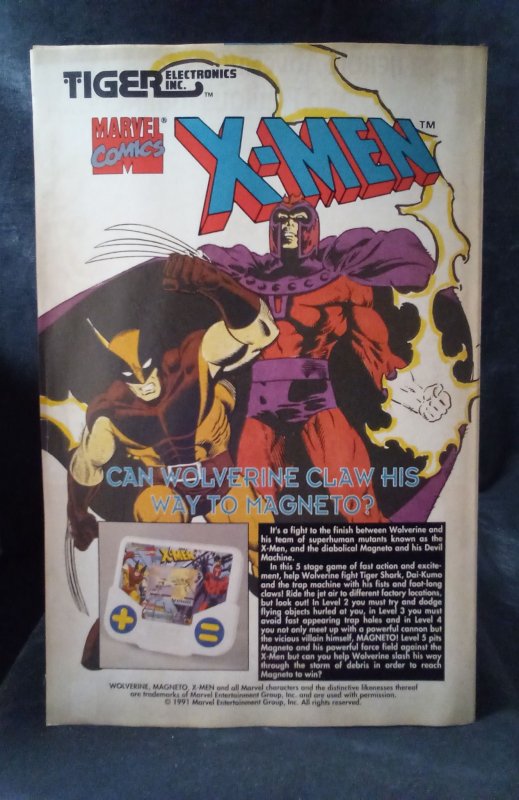 TIGER ELECTRONICS
INC. ™
MARVEL®
COMICS
X-MEN™
CAN WOLVERINE CLAW HIS
WAY TO MAGNETO?
X-MEN
It's a fight to the finish between Wolverine and
his team of superhuman mutants known as the
X-Men, and the diabolical Magneto and his Devil
Machine.
In this 5 stage game of fast action and excite-
ment, help Wolverine fight Tiger Shark, Dai-Kumo
and the trap machine with his fists and foot-long
claws! Ride the jet air to different factory locations,
but look out! In Level 2 you must try and dodge
flying objects hurled at you, in Level 3 you must
avoid fast appearing trap holes and in Level 4
you not only meet up with a powerful cannon but
the vicious villain himself, MAGNETO! Level 5 pits
Magneto and his powerful force field against the
X-Men but can you help Wolverine slash his way
through the storm of debris in order to reach
Magneto to win?
WOLVERINE, MAGNETO, X-MEN and all Marvel characters and the distinctive likenesses thereof
are trademarks of Marvel Entertainment Group, Inc. and are used with permission.
© 1991 Marvel Entertainment Group, Inc. All rights reserved.